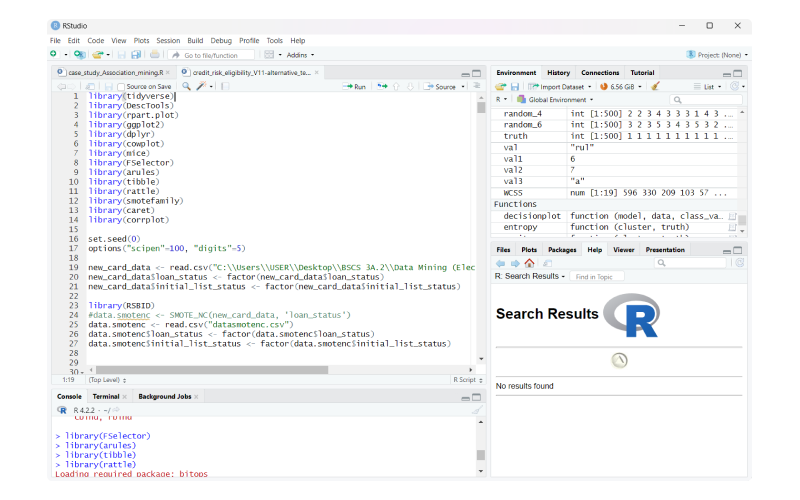 RStudio
File Edit Code View Plots Session Build Debug Profile Tools Help
Go to file/function Addins Project: (None)
case_study_Association_mining.R credit_risk_eligibility_V11-alternative_te...
Source on Save Run Source
1 library(tidyverse)
2 library(DescTools)
3 library(rpart.plot)
4 library(ggplot2)
5 library(dplyr)
6 library(cowplot)
7 library(mice)
8 library(FSelector)
9 library(arules)
10 library(tibble)
11 library(rattle)
12 library(smotefamily)
13 library(caret)
14 library(corrplot)
15
16 set.seed(0)
17 options("scipen"=100, "digits"=5)
18
19 new_card_data <- read.csv("C:\\Users\\USER\\Desktop\\BSCS 3A.2\\Data Mining (Elec
20 new_card_data$loan_status <- factor(new_card_data$loan_status)
21 new_card_data$initial_list_status <- factor(new_card_data$initial_list_status)
22
23 library(RSBID)
24 #data.smotenc <- SMOTE_NC(new_card_data, 'loan_status')
25 data.smotenc <- read.csv("datasmotenc.csv")
26 data.smotenc$loan_status <- factor(data.smotenc$loan_status)
27 data.smotenc$initial_list_status <- factor(data.smotenc$initial_list_status)
28
29
30
1:19 (Top Level) R Script
Console Terminal Background Jobs
R 4.2.2 · ~/
cbind, rbind
> library(FSelector)
> library(arules)
> library(tibble)
> library(rattle)
Loading required package: bitops
Environment History Connections Tutorial
Import Dataset 6.56 GiB List
R Global Environment
random_4 int [1:500] 2 2 3 4 3 3 3 1 4 3 ...
random_6 int [1:500] 3 2 3 5 3 4 3 5 3 2 ...
truth int [1:500] 1 1 1 1 1 1 1 1 1 1 ...
val "rul"
val1 6
val2 7
val3 "a"
WCSS num [1:19] 596 330 209 103 57 ...
Functions
decisionplot function (model, data, class_va…
entropy function (cluster, truth)
Files Plots Packages Help Viewer Presentation
R: Search Results Find in Topic
Search Results R
No results found